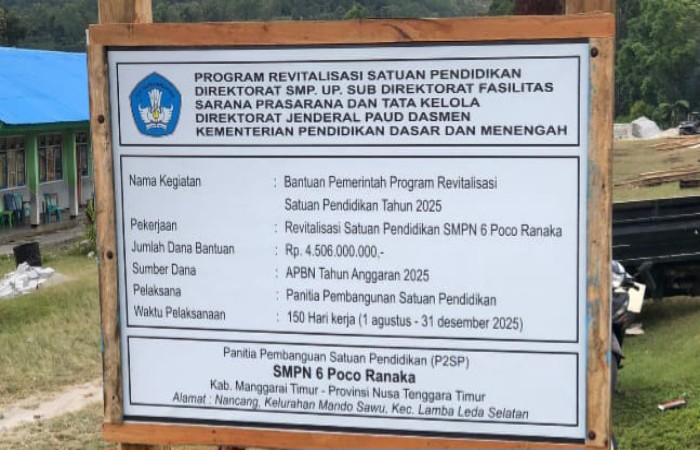 PROGRAM REVITALISASI SATUAN PENDIDIKAN
DIREKTORAT SMP. UP. SUB DIREKTORAT FASILITAS
SARANA PRASARANA DAN TATA KELOLA
DIREKTORAT JENDERAL PAUD DASMEN
KEMENTERIAN PENDIDIKAN DASAR DAN MENENGAH
Nama Kegiatan : Bantuan Pemerintah Program Revitalisasi
Satuan Pendidikan Tahun 2025
Pekerjaan : Revitalisasi Satuan Pendidikan SMPN 6 Poco Ranaka
Jumlah Dana Bantuan : Rp. 4.506.000.000,-
Sumber Dana : APBN Tahun Anggaran 2025
Pelaksana : Panitia Pembangunan Satuan Pendidikan
Waktu Pelaksanaan : 150 Hari kerja (1 agustus - 31 desember 2025)
Panitia Pembanguan Satuan Pendidikan (P2SP)
SMPN 6 Poco Ranaka
Kab. Manggarai Timur - Provinsi Nusa Tenggara Timur
Alamat : Nancang, Kelurahan Mando Sawu, Kec. Lamba Leda Selatan